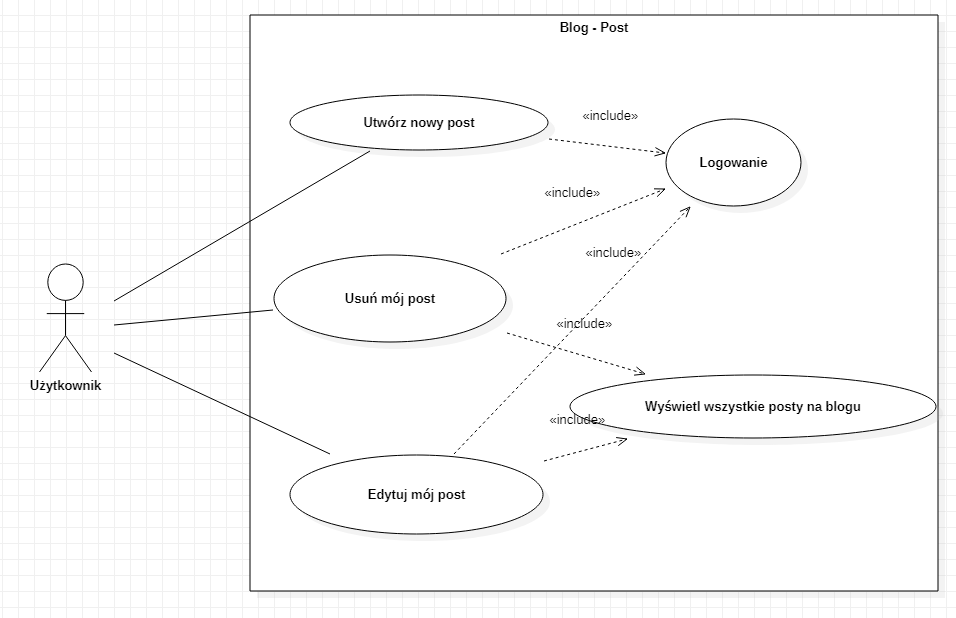 Blog - Post
«include»
Utwórz nowy post
Logowanie
«include»
«include»
Usuń mój post
«include»
Użytkownik
Wyświetl wszystkie posty na blogu
«include»
Edytuj mój post